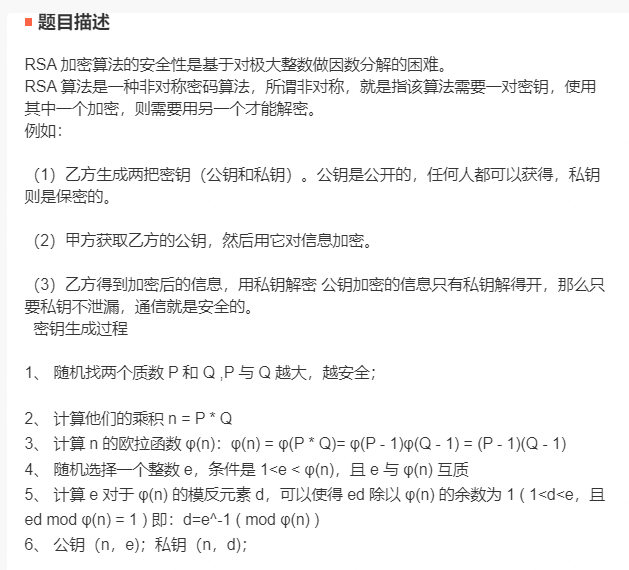 题目描述
RSA 加密算法的安全性是基于对极大整数做因数分解的困难。
RSA 算法是一种非对称密码算法，所谓非对称，就是指该算法需要一对密钥，使用
其中一个加密，则需要用另一个才能解密。
例如：
（1）乙方生成两把密钥（公钥和私钥）。公钥是公开的，任何人都可以获得，私钥
则是保密的。
（2）甲方获取乙方的公钥，然后用它对信息加密。
（3）乙方得到加密后的信息，用私钥解密 公钥加密的信息只有私钥解得开，那么只
要私钥不泄漏，通信就是安全的。
密钥生成过程
1、 随机找两个质数 P 和 Q ,P 与 Q 越大，越安全；
2、 计算他们的乘积 n = P * Q
3、 计算 n 的欧拉函数 φ(n)：φ(n) = φ(P * Q)= φ(P - 1)φ(Q - 1) = (P - 1)(Q - 1)
4、 随机选择一个整数 e，条件是 1<e < φ(n)，且 e 与 φ(n) 互质
5、 计算 e 对于 φ(n) 的模反元素 d，可以使得 ed 除以 φ(n) 的余数为 1 ( 1<d<e，且
ed mod φ(n) = 1 ) 即：d=e^-1 ( mod φ(n) )
6、 公钥（n，e)；私钥（n，d)；